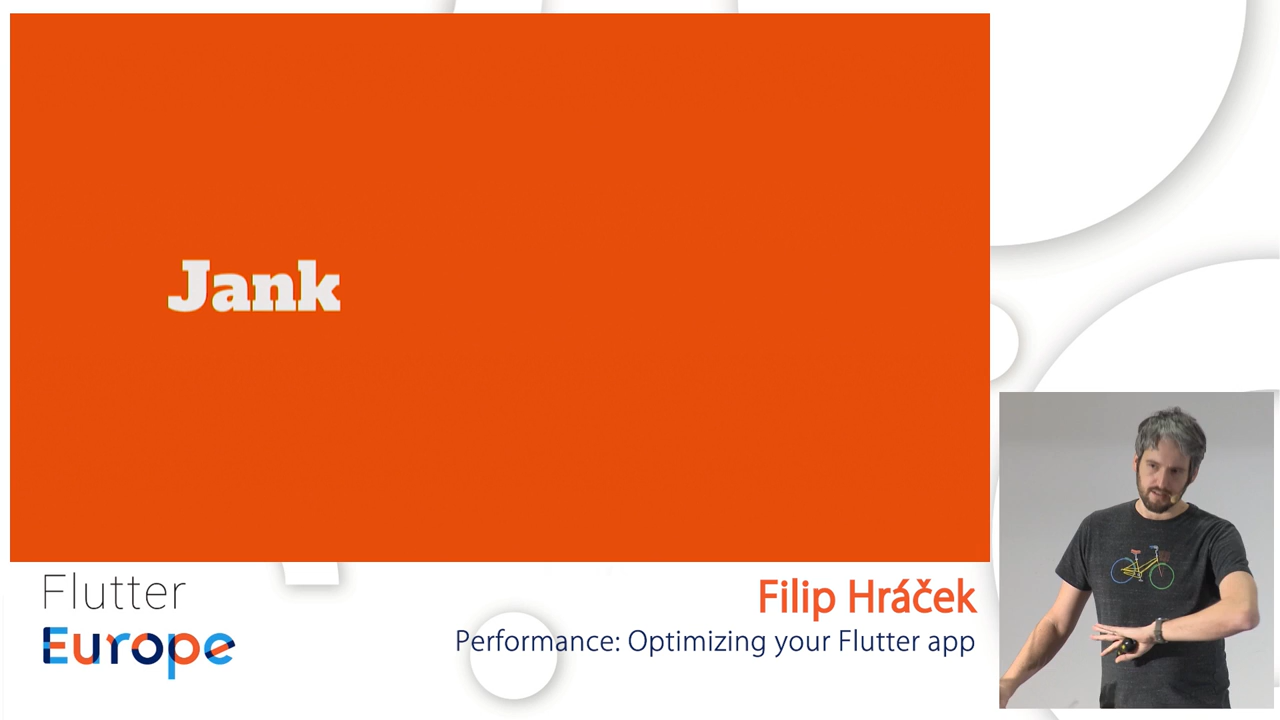 Jank
Flutter
Europe
Filip Hráček
Performance: Optimizing your Flutter app